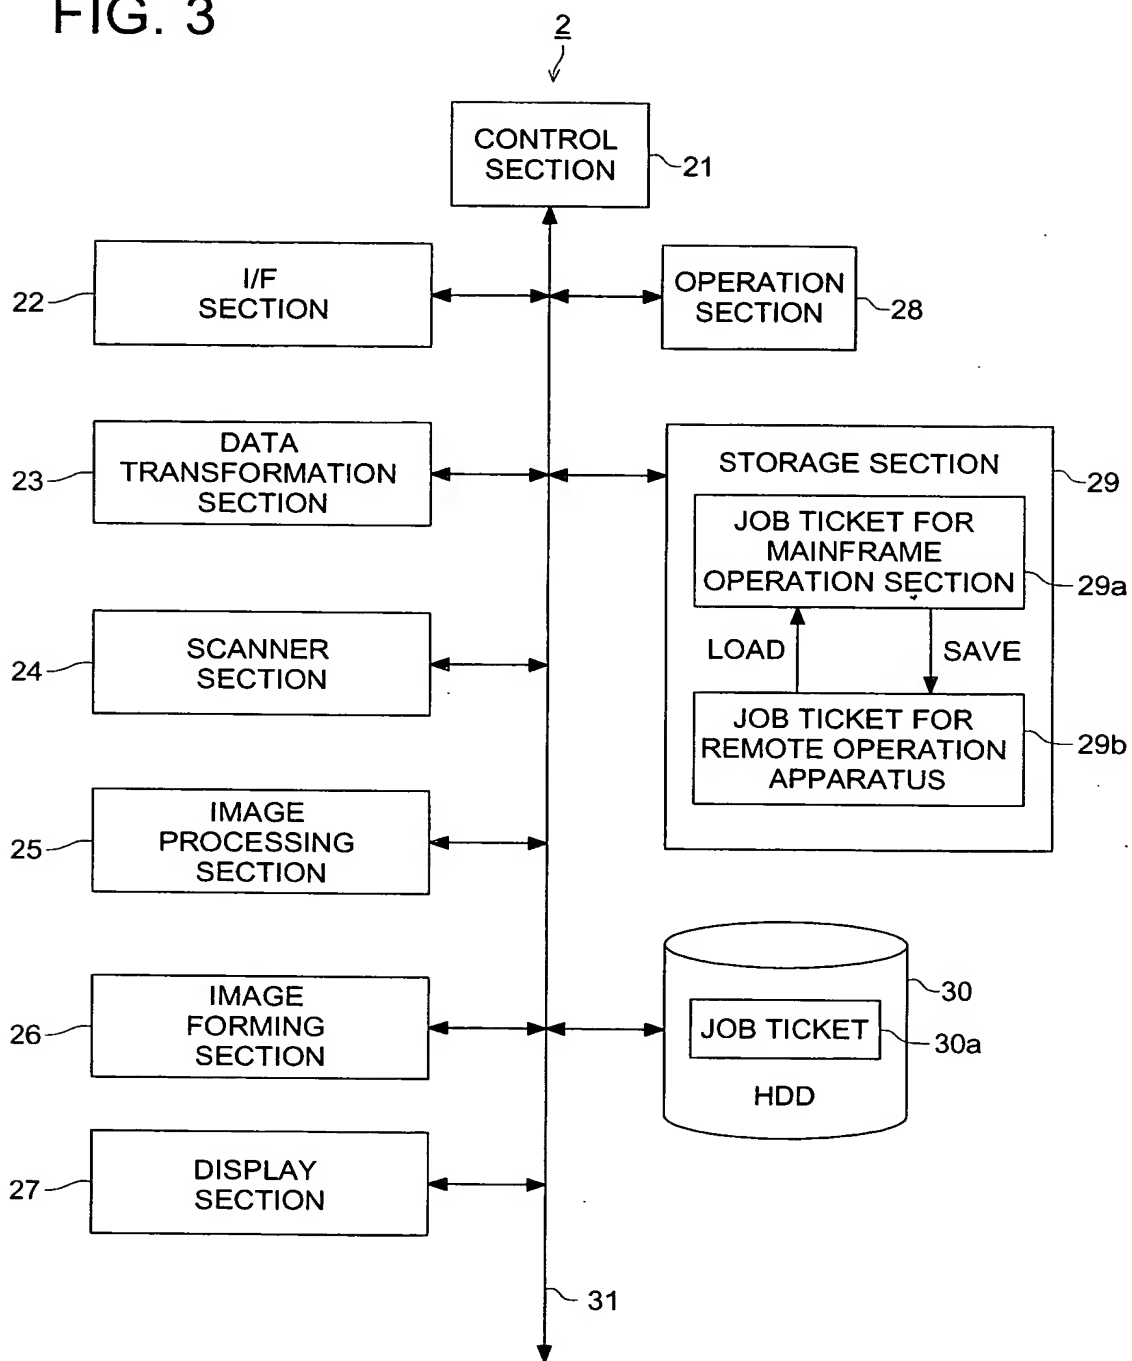 FIG. 3
2
CONTROL
SECTION
21
I/F
SECTION
22
OPERATION
SECTION
28
DATA
TRANSFORMATION
SECTION
23
STORAGE SECTION
29
JOB TICKET FOR
MAINFRAME
OPERATION SECTION
29a
LOAD
SAVE
JOB TICKET FOR
REMOTE OPERATION
APPARATUS
29b
SCANNER
SECTION
24
IMAGE
PROCESSING
SECTION
25
IMAGE
FORMING
SECTION
26
30
JOB TICKET
30a
HDD
DISPLAY
SECTION
27
31